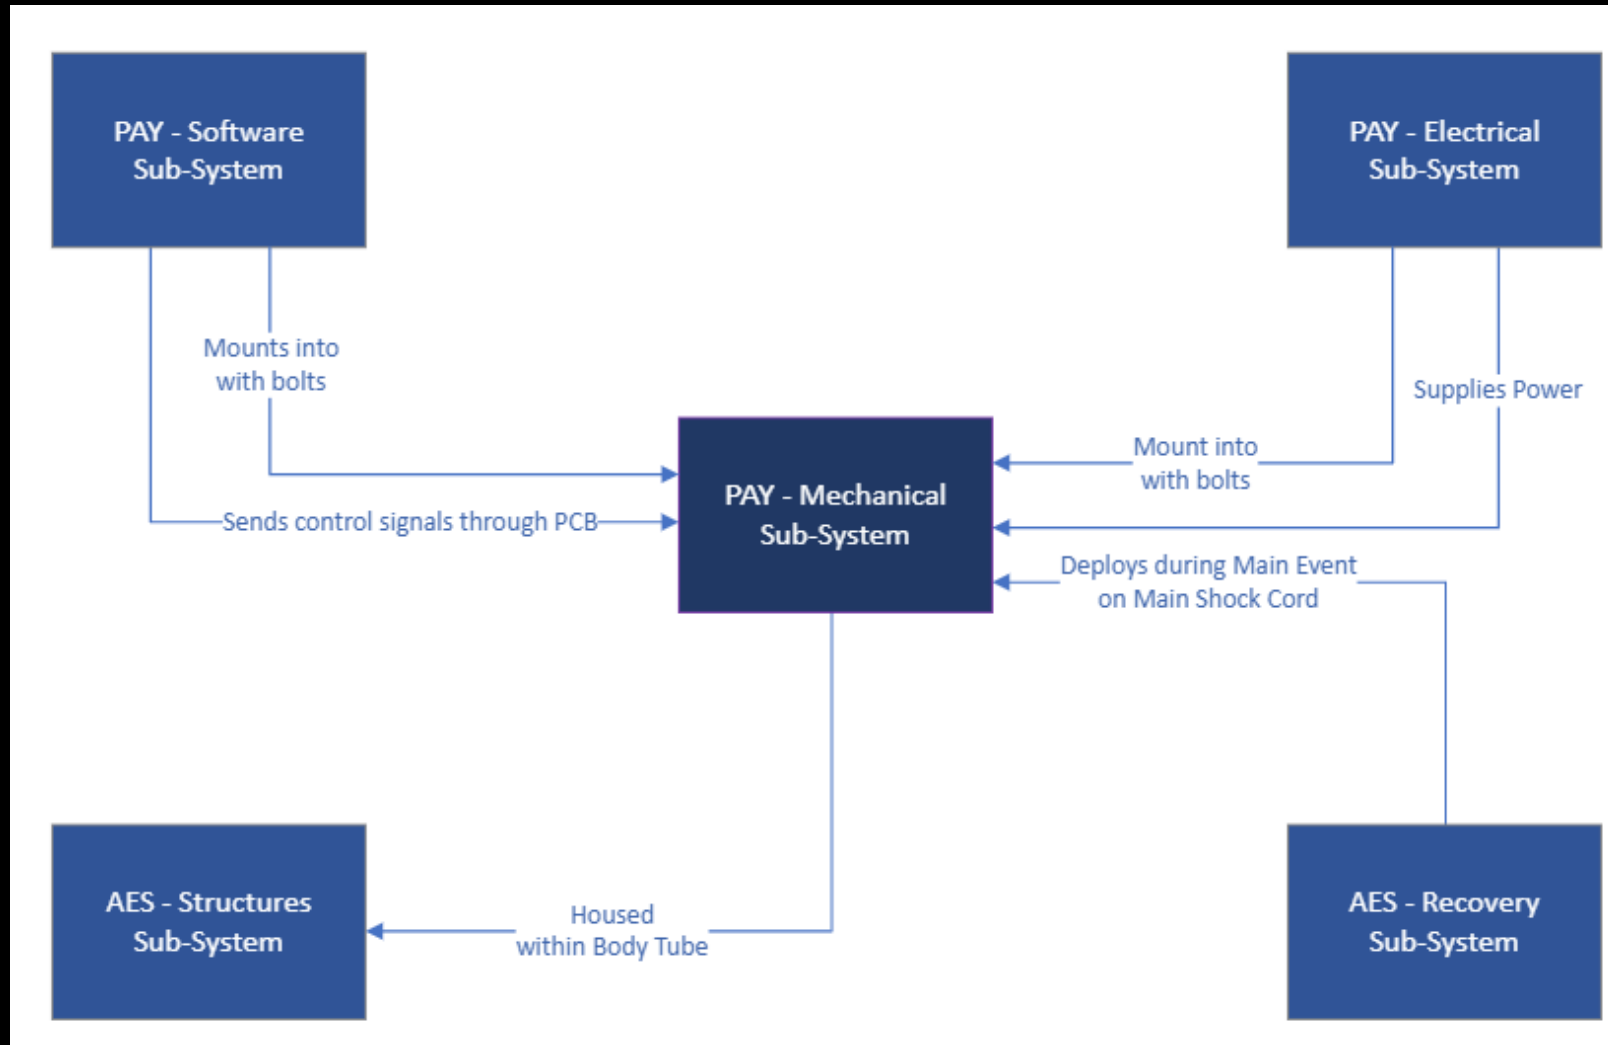 PAY - Software
Sub-System
PAY - Electrical
Sub-System
Mounts into
with bolts
Supplies Power
Mount into
with bolts
PAY - Mechanical
Sub-System
Sends control signals through PCB
Deploys during Main Event
on Main Shock Cord
AES - Structures
Sub-System
Housed
within Body Tube
AES - Recovery
Sub-System